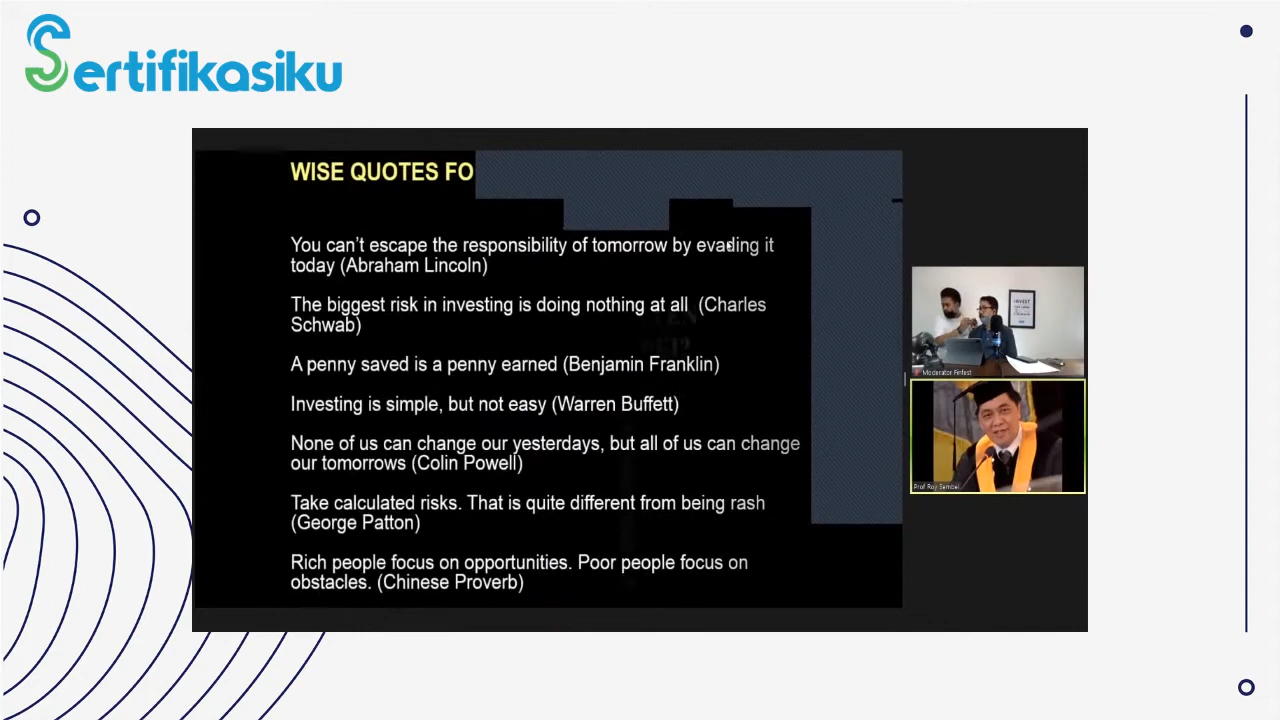 Sertifikasiku
WISE QUOTES FO
You can't escape the responsibility of tomorrow by evading it
today (Abraham Lincoln)
The biggest risk in investing is doing nothing at all (Charles
Schwab)
A penny saved is a penny earned (Benjamin Franklin)
Investing is simple, but not easy (Warren Buffett)
None of us can change our yesterdays, but all of us can change
our tomorrows (Colin Powell)
Take calculated risks. That is quite different from being rash
(George Patton)
Rich people focus on opportunities. Poor people focus on
obstacles. (Chinese Proverb)
INVEST
Moderator Finfest
Prof Roy Sembel